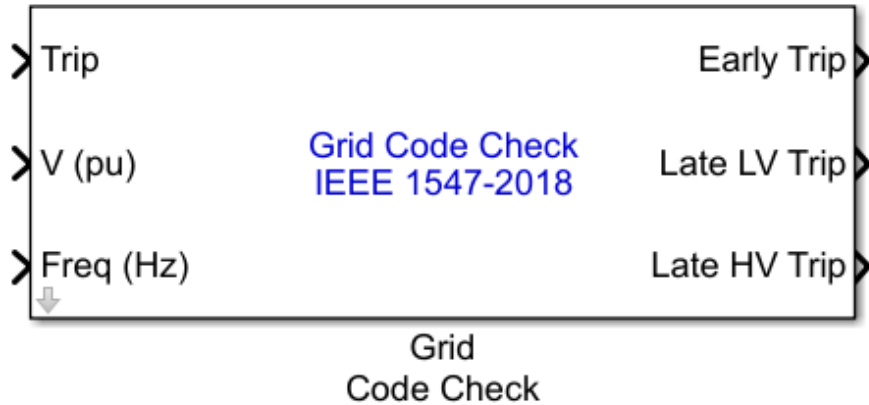 Trip
Early Trip
V (pu)
Grid Code Check
IEEE 1547-2018
Late LV Trip
Freq (Hz)
Late HV Trip
Grid
Code Check